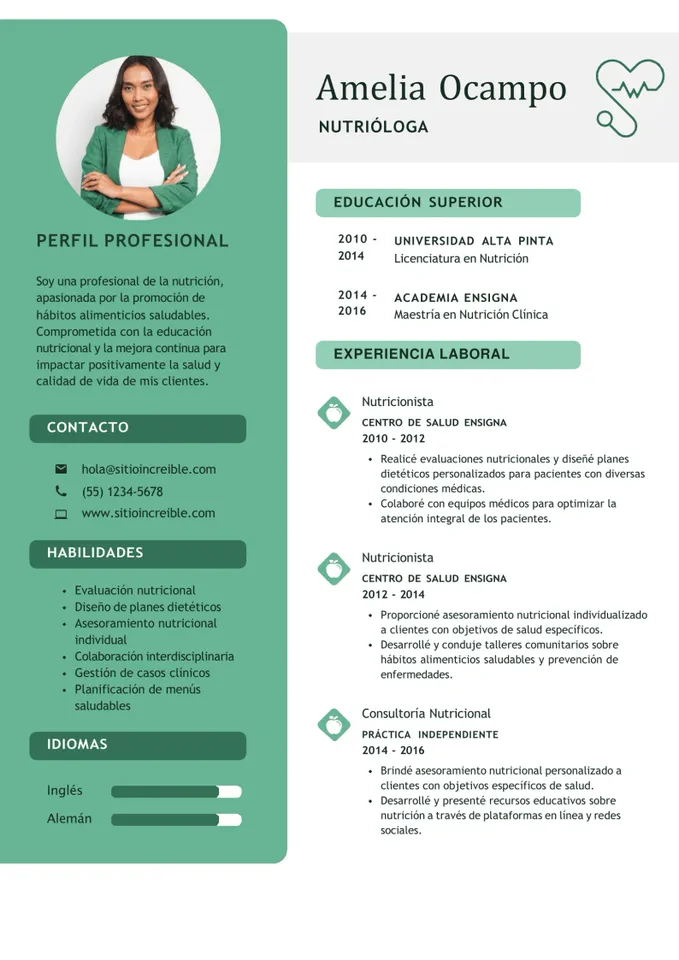 Amelia Ocampo
NUTRIÓLOGA
PERFIL PROFESIONAL
Soy una profesional de la nutrición,
apasionada por la promoción de
hábitos alimenticios saludables.
Comprometida con la educación
nutricional y la mejora continua para
impactar positivamente la salud y
calidad de vida de mis clientes.
CONTACTO
hola@sitioincreible.com
(55) 1234-5678
www.sitioincreible.com
HABILIDADES
• Evaluación nutricional
• Diseño de planes dietéticos
• Asesoramiento nutricional
individual
• Colaboración interdisciplinaria
• Gestión de casos clínicos
• Planificación de menús
saludables
IDIOMAS
Inglés
Alemán
EDUCACIÓN SUPERIOR
2010 -
2014
UNIVERSIDAD ALTA PINTA
Licenciatura en Nutrición
2014 -
2016
ACADEMIA ENSIGNA
Maestría en Nutrición Clínica
EXPERIENCIA LABORAL
Nutricionista
CENTRO DE SALUD ENSIGNA
2010 - 2012
• Realicé evaluaciones nutricionales y diseñé planes
dietéticos personalizados para pacientes con diversas
condiciones médicas.
• Colaboré con equipos médicos para optimizar la
atención integral de los pacientes.
Nutricionista
CENTRO DE SALUD ENSIGNA
2012 - 2014
• Proporcioné asesoramiento nutricional individualizado
a clientes con objetivos de salud específicos.
• Desarrollé y conduje talleres comunitarios sobre
hábitos alimenticios saludables y prevención de
enfermedades.
Consultoría Nutricional
PRÁCTICA INDEPENDIENTE
2014 - 2016
• Brindé asesoramiento nutricional personalizado a
clientes con objetivos específicos de salud.
• Desarrollé y presenté recursos educativos sobre
nutrición a través de plataformas en línea y redes
sociales.